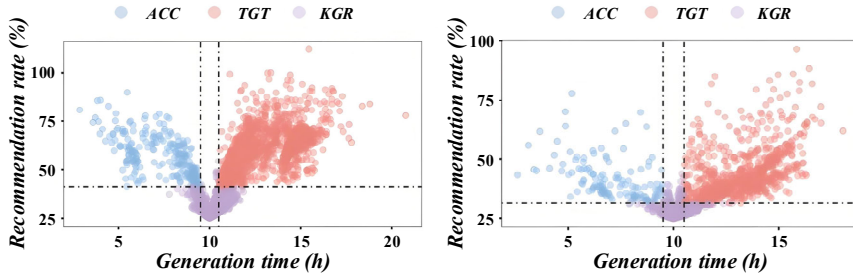 ACC TGT KGR
Recommendation rate (%)
100
75
50
25
5 10 15 20
Generation time (h)
ACC TGT KGR
Recommendation rate (%)
100
75
50
25
5 10 15
Generation time (h)